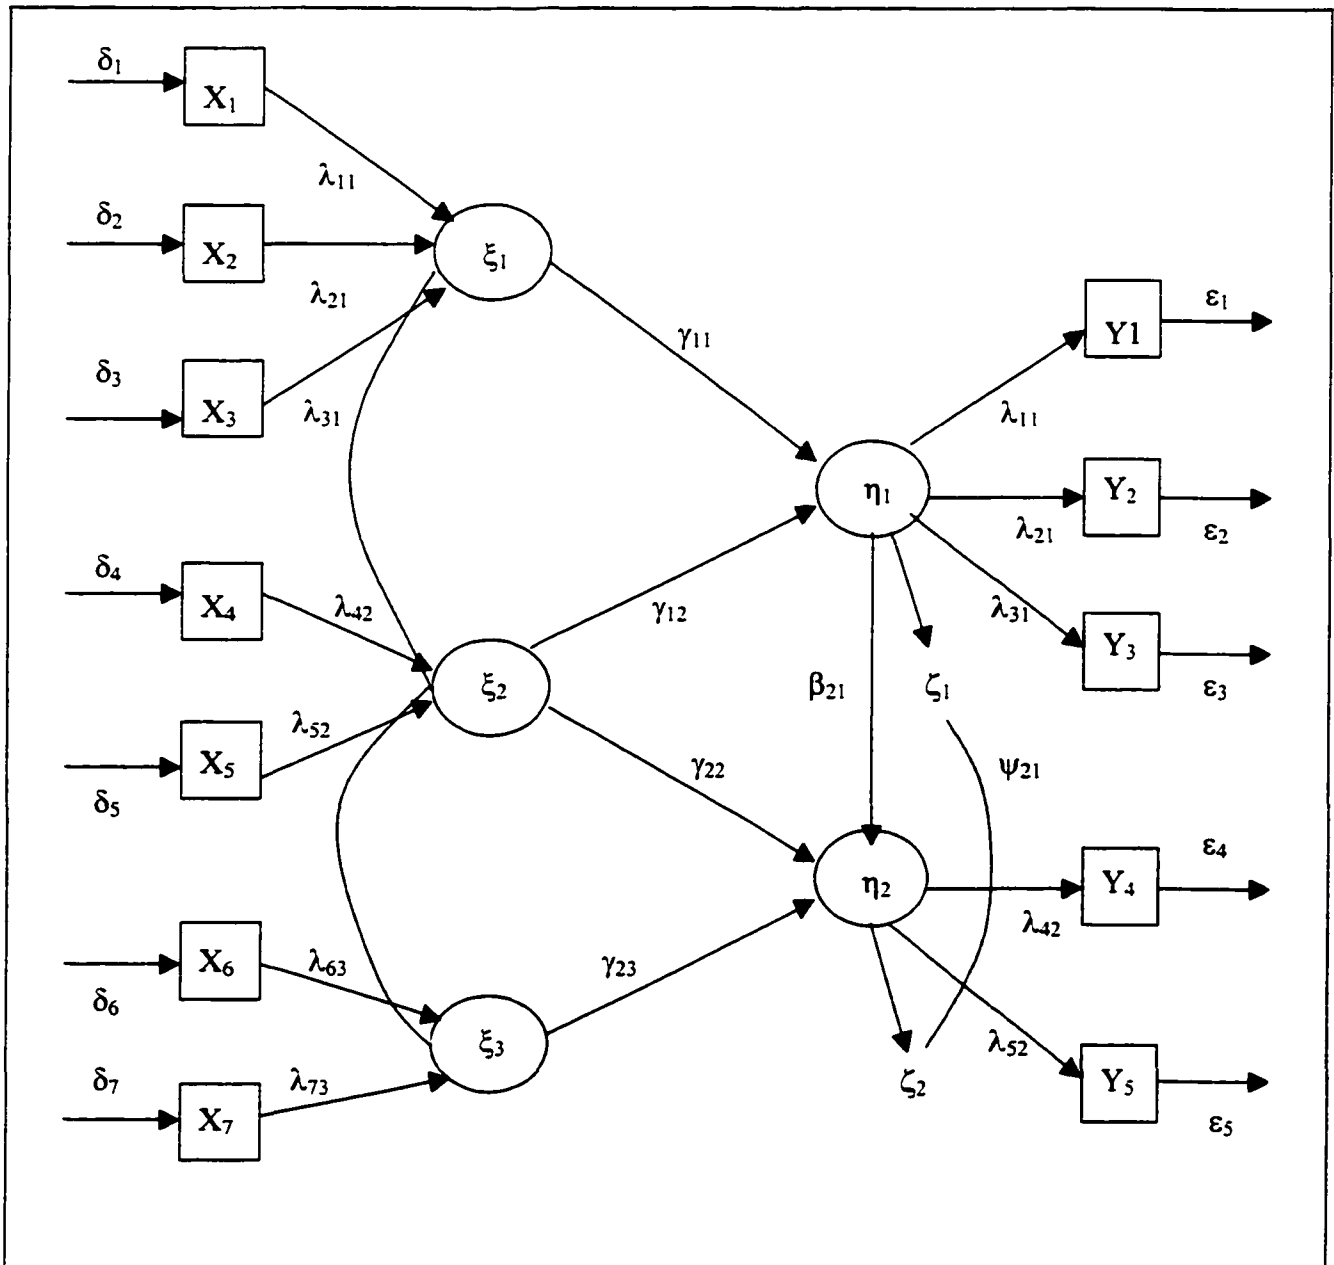 δ₁
X₁
λ₁₁
δ₂
X₂
ξ₁
λ₂₁
γ₁₁
Y1
ε₁
δ₃
X₃
λ₃₁
λ₁₁
η₁
Y₂
λ₂₁
ε₂
δ₄
X₄
λ₄₂
γ₁₂
λ₃₁
Y₃
ε₃
ξ₂
β₂₁
ζ₁
λ₅₂
X₅
δ₅
γ₂₂
ψ₂₁
η₂
Y₄
ε₄
λ₄₂
X₆
δ₆
λ₆₃
γ₂₃
ξ₃
λ₅₂
δ₇
X₇
λ₇₃
ζ₂
Y₅
ε₅